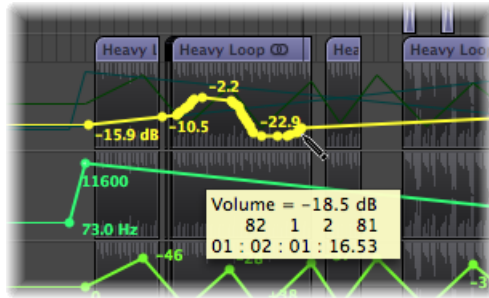 Heavy L
Heavy Loop
Hea
Heavy Loo
-2.2
-15.9 dB
-10.5
-22.9
11600
73.0 Hz
Volume = -18.5 dB
82 1 2 81
01 : 02 : 01 : 16.53
-46